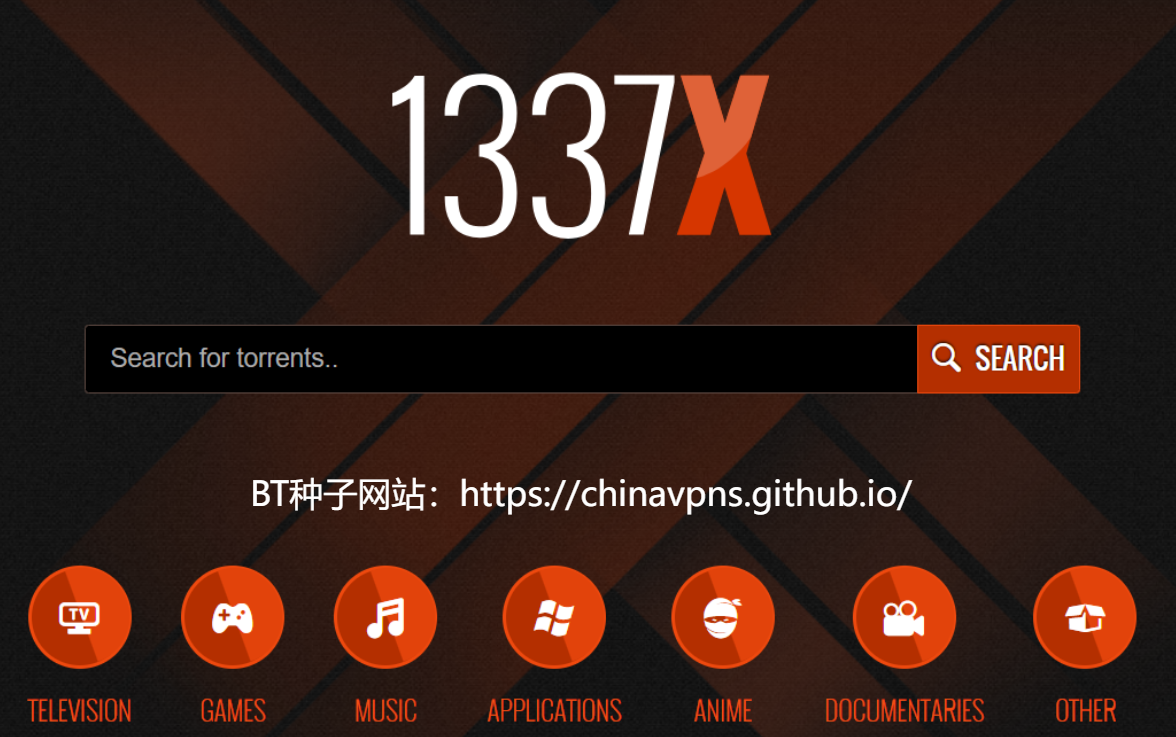 1337X
Search for torrents..
SEARCH
BT种子网站：https://chinavpns.github.io/
TV
TELEVISION GAMES MUSIC APPLICATIONS ANIME DOCUMENTARIES OTHER